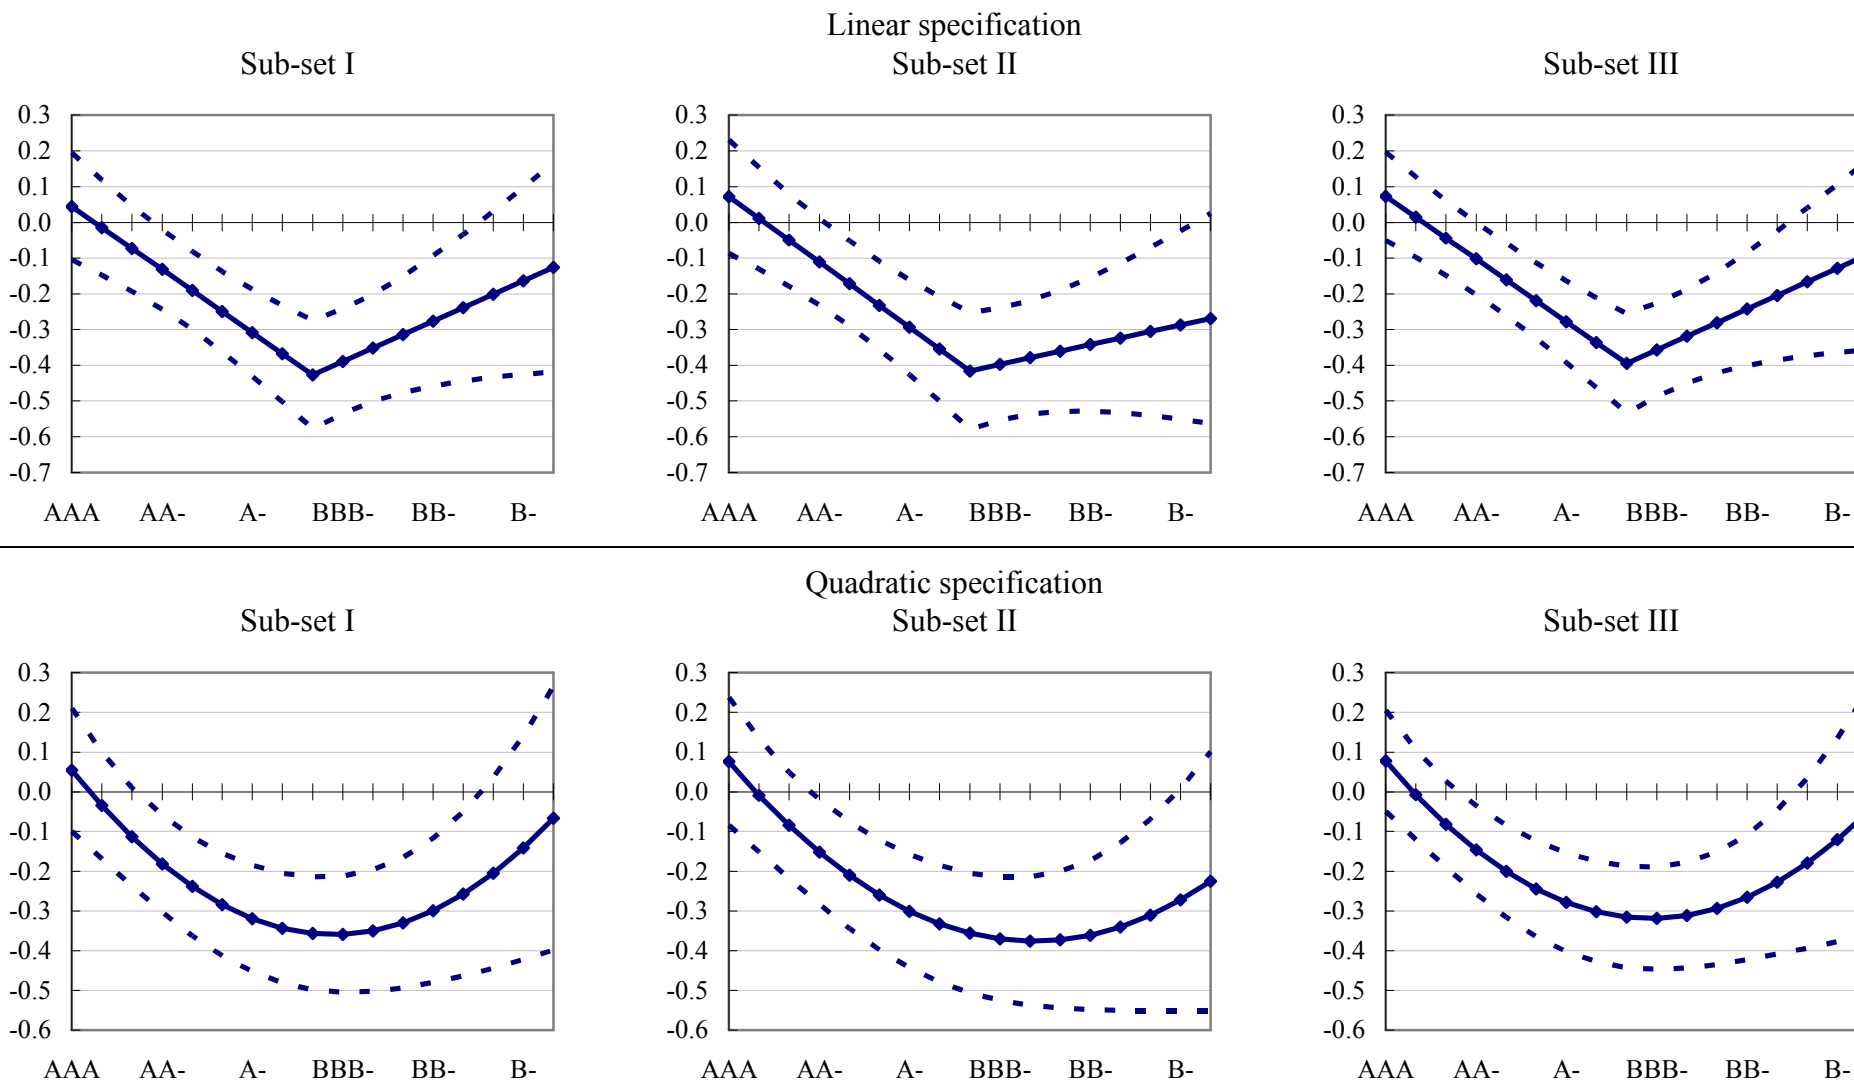 Linear specification
Sub-set I Sub-set II Sub-set III
0.3 0.3 0.3
0.2 0.2 0.2
0.1 0.1 0.1
0.0 0.0 0.0
-0.1 -0.1 -0.1
-0.2 -0.2 -0.2
-0.3 -0.3 -0.3
-0.4 -0.4 -0.4
-0.5 -0.5 -0.5
-0.6 -0.6 -0.6
-0.7 -0.7 -0.7
AAA AA- A- BBB- BB- B- AAA AA- A- BBB- BB- B- AAA AA- A- BBB- BB- B-
Quadratic specification
Sub-set I Sub-set II Sub-set III
0.3 0.3 0.3
0.2 0.2 0.2
0.1 0.1 0.1
0.0 0.0 0.0
-0.1 -0.1 -0.1
-0.2 -0.2 -0.2
-0.3 -0.3 -0.3
-0.4 -0.4 -0.4
-0.5 -0.5 -0.5
-0.6 -0.6 -0.6
AAA AA- A- BBB- BB- B- AAA AA- A- BBB- BB- B- AAA AA- A- BBB- BB- B-